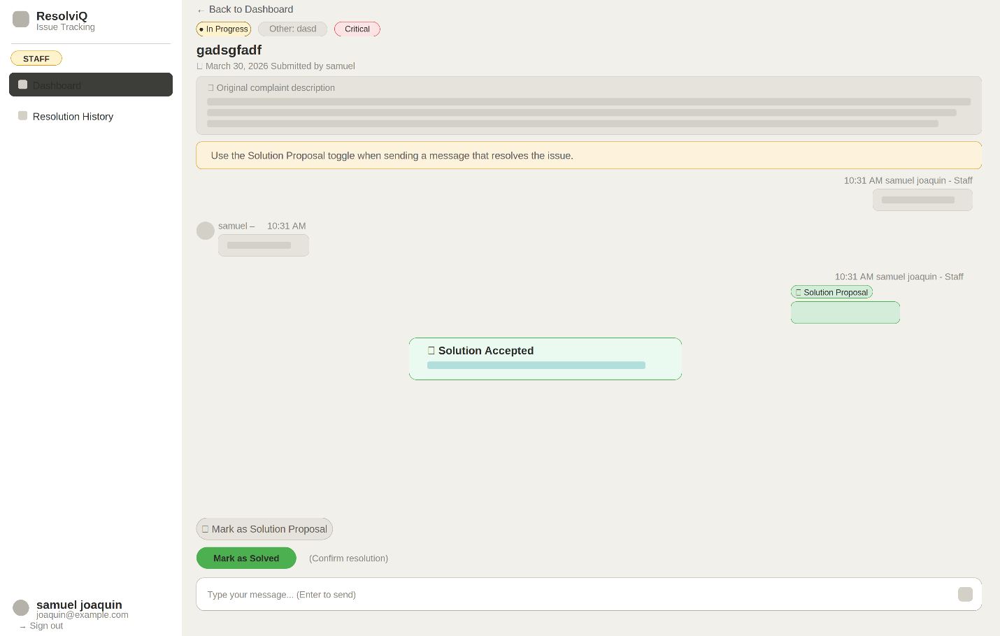 ResolviQ
Issue Tracking
STAFF
Dashboard
Resolution History
samuel joaquin
joaquin@example.com
→ Sign out
← Back to Dashboard
● In Progress
Other: dasd
Critical
gadsgfadf
March 30, 2026 Submitted by samuel
Original complaint description
Use the Solution Proposal toggle when sending a message that resolves the issue.
10:31 AM samuel joaquin - Staff
samuel – 10:31 AM
10:31 AM samuel joaquin - Staff
Solution Proposal
Solution Accepted
Mark as Solution Proposal
Mark as Solved
(Confirm resolution)
Type your message... (Enter to send)